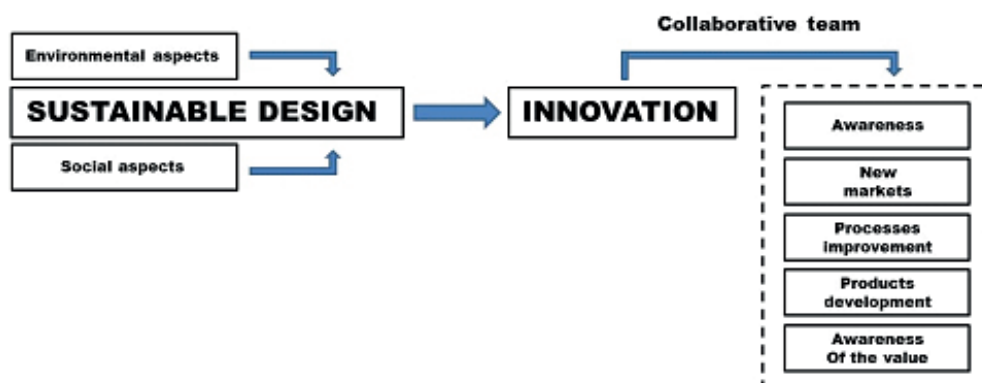 Collaborative team
Environmental aspects
SUSTAINABLE DESIGN
INNOVATION
Social aspects
Awareness
New
markets
Processes
improvement
Products
development
Awareness
Of the value